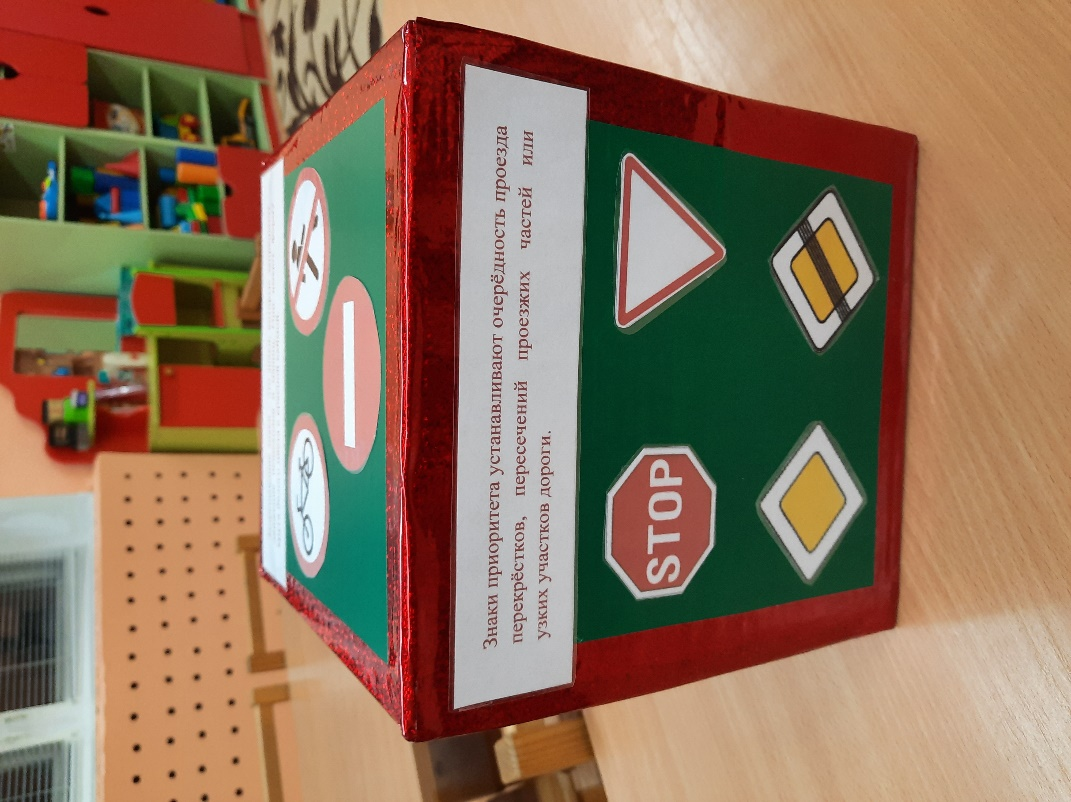 Знаки приоритета устанавливают очерёдность проезда
перекрёстков, пересечений проезжих частей или
узких участков дороги.
STOP